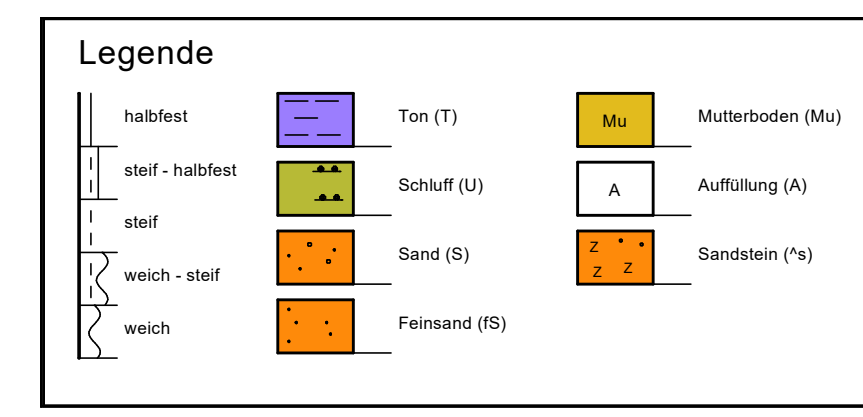 Legende
halbfest
steif - halbfest
steif
weich - steif
weich
Ton (T)
Schluff (U)
Sand (S)
Feinsand (fS)
Mu
Mutterboden (Mu)
A
Auffüllung (A)
Z
Z Z
Sandstein (^s)